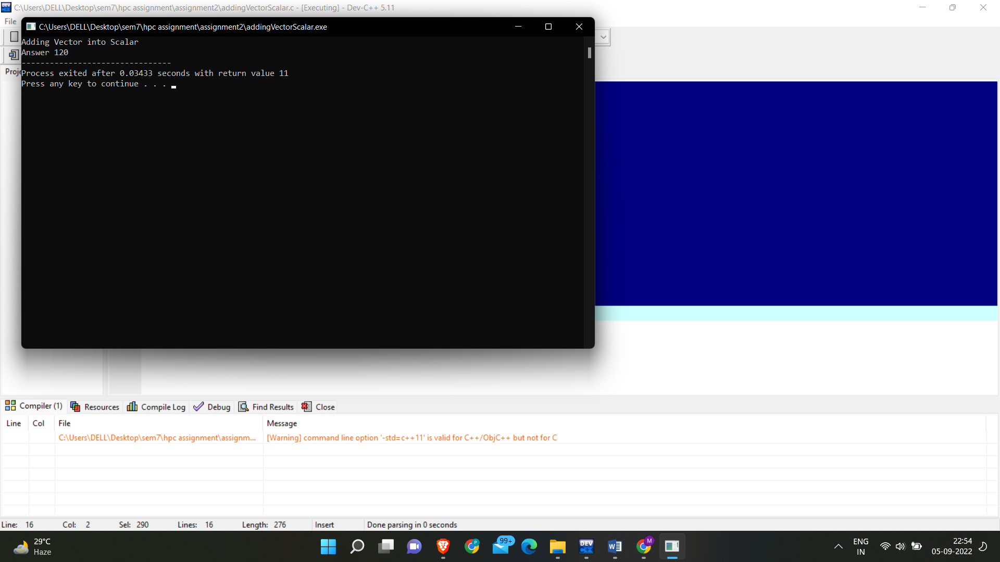 C:\Users\DELL\Desktop\sem7\hpc assignment\assignment2\addingVectorScalar.c - [Executing] - Dev-C++ 5.11
File
C:\Users\DELL\Desktop\sem7\hpc assignment\assignment2\addingVectorScalar.exe
Adding Vector into Scalar
Answer 120
--------------------------------
Proje
Process exited after 0.03433 seconds with return value 11
Press any key to continue . . .
Compiler (1) Resources Compile Log Debug Find Results Close
Line Col File Message
C:\Users\DELL\Desktop\sem7\hpc assignment\assignm... [Warning] command line option '-std=c++11' is valid for C++/ObjC++ but not for C
Line: 16 Col: 2 Sel: 290 Lines: 16 Length: 276 Insert Done parsing in 0 seconds
29°C
Haze
99+
P
DEV
C++
W
M
ENG
IN
22:54
05-09-2022